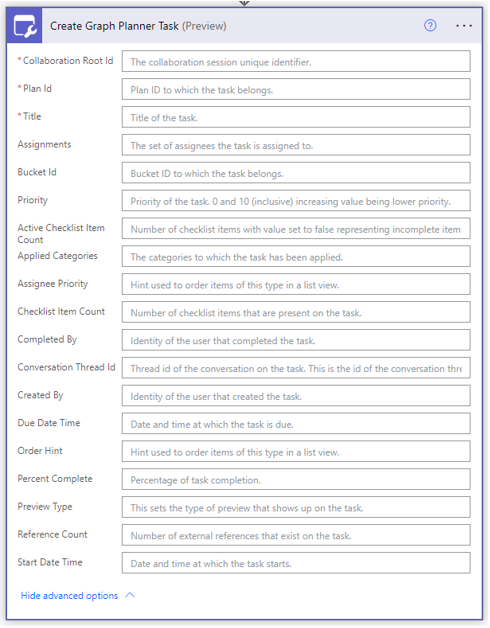 Create Graph Planner Task (Preview)
* Collaboration Root Id The collaboration session unique identifier.
* Plan Id Plan ID to which the task belongs.
* Title Title of the task.
Assignments The set of assignees the task is assigned to.
Bucket Id Bucket ID to which the task belongs.
Priority Priority of the task. 0 and 10 (inclusive) increasing value being lower priority.
Active Checklist Item Number of checklist items with value set to false representing incomplete item
Count
Applied Categories The categories to which the task has been applied.
Assignee Priority Hint used to order items of this type in a list view.
Checklist Item Count Number of checklist items that are present on the task.
Completed By Identity of the user that completed the task.
Conversation Thread Id Thread id of the conversation on the task. This is the id of the conversation thre
Created By Identity of the user that created the task.
Due Date Time Date and time at which the task is due.
Order Hint Hint used to order items of this type in a list view.
Percent Complete Percentage of task completion.
Preview Type This sets the type of preview that shows up on the task.
Reference Count Number of external references that exist on the task.
Start Date Time Date and time at which the task starts.
Hide advanced options